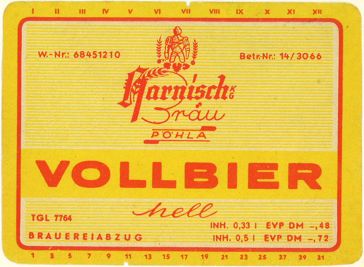 I II III IV V VI VII VIII IX X XI XII
W.-Nr.: 68451210 Betr.-Nr.: 14/3066
Harnisch KG
Bräu
PÖHLA
VOLLBIER
hell
TGL 7764 INH. 0,33 l EVP DM -,48
BRAUEREIABZUG INH. 0,5 l EVP DM -,72
1 3 5 7 9 11 13 15 17 19 21 23 25 27 29 31